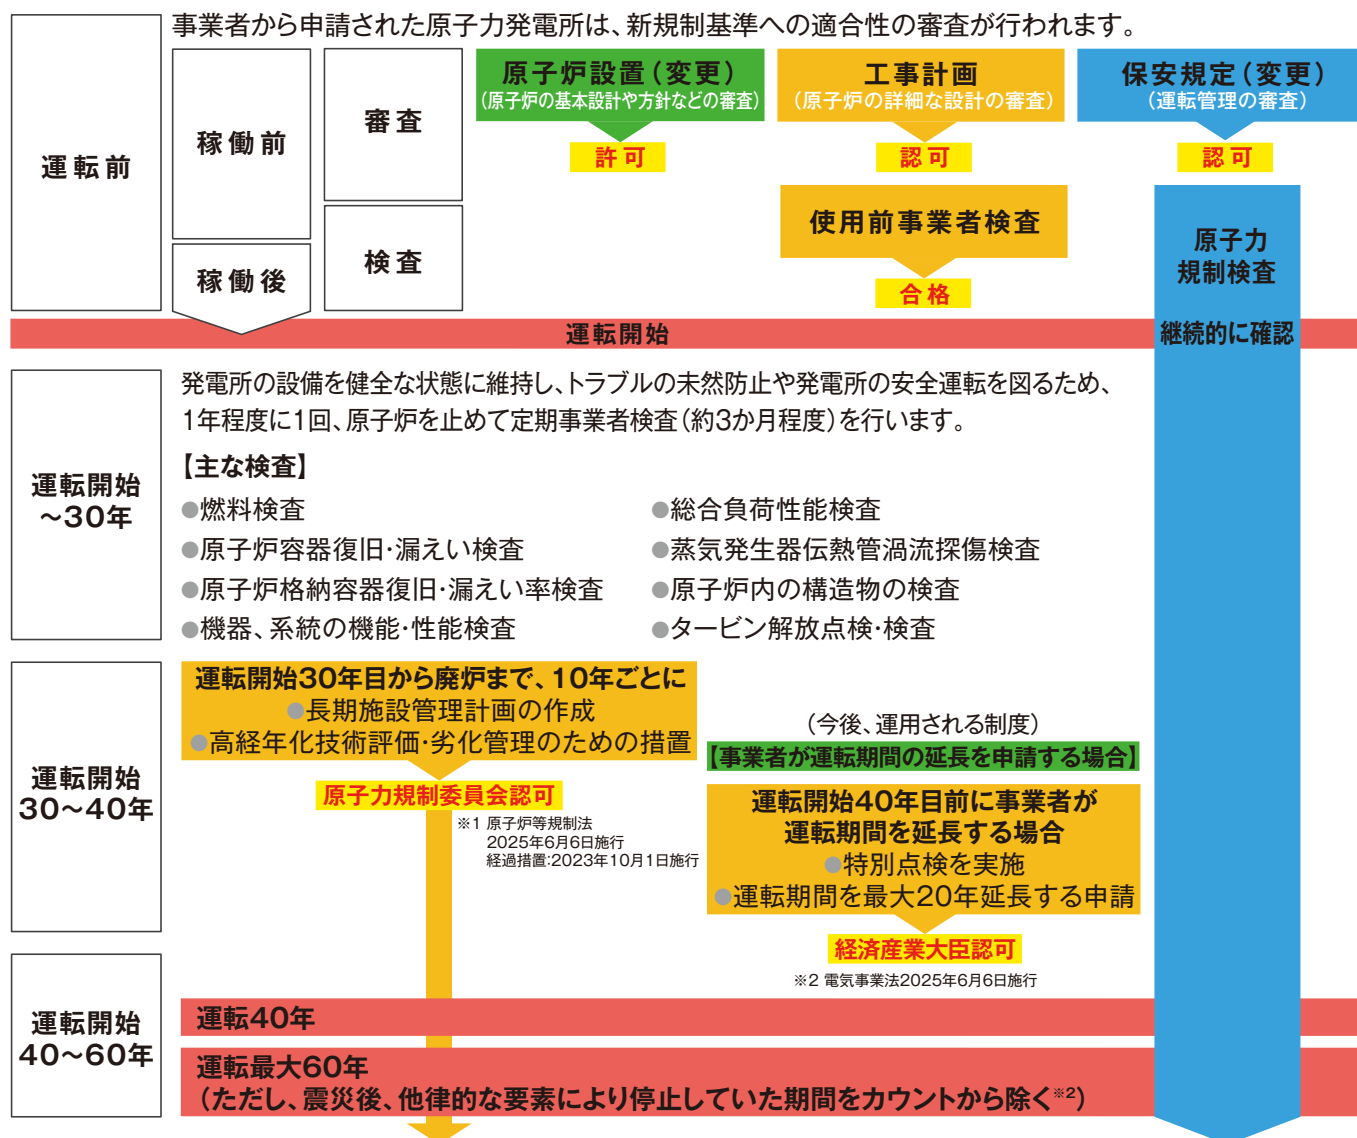 事業者から申請された原子力発電所は、新規制基準への適合性の審査が行われます。
運転前
稼働前
稼働後
審査
検査
原子炉設置（変更）
（原子炉の基本設計や方針などの審査）
許可
工事計画
（原子炉の詳細な設計の審査）
認可
使用前事業者検査
合格
保安規定（変更）
（運転管理の審査）
認可
原子力
規制検査
継続的に確認
運転開始
運転開始
～30年
発電所の設備を健全な状態に維持し、トラブルの未然防止や発電所の安全運転を図るため、
1年程度に1回、原子炉を止めて定期事業者検査（約3か月程度）を行います。
【主な検査】
●燃料検査
●原子炉容器復旧・漏えい検査
●原子炉格納容器復旧・漏えい率検査
●機器、系統の機能・性能検査
●総合負荷性能検査
●蒸気発生器伝熱管渦流探傷検査
●原子炉内の構造物の検査
●タービン解放点検・検査
運転開始
30～40年
運転開始30年目から廃炉まで、10年ごとに
●長期施設管理計画の作成
●高経年化技術評価・劣化管理のための措置
原子力規制委員会認可
※1 原子炉等規制法
2025年6月6日施行
経過措置:2023年10月1日施行
（今後、運用される制度）
【事業者が運転期間の延長を申請する場合】
運転開始40年目前に事業者が
運転期間を延長する場合
●特別点検を実施
●運転期間を最大20年延長する申請
経済産業大臣認可
※2 電気事業法2025年6月6日施行
運転開始
40～60年
運転40年
運転最大60年
（ただし、震災後、他律的な要素により停止していた期間をカウントから除く※2）